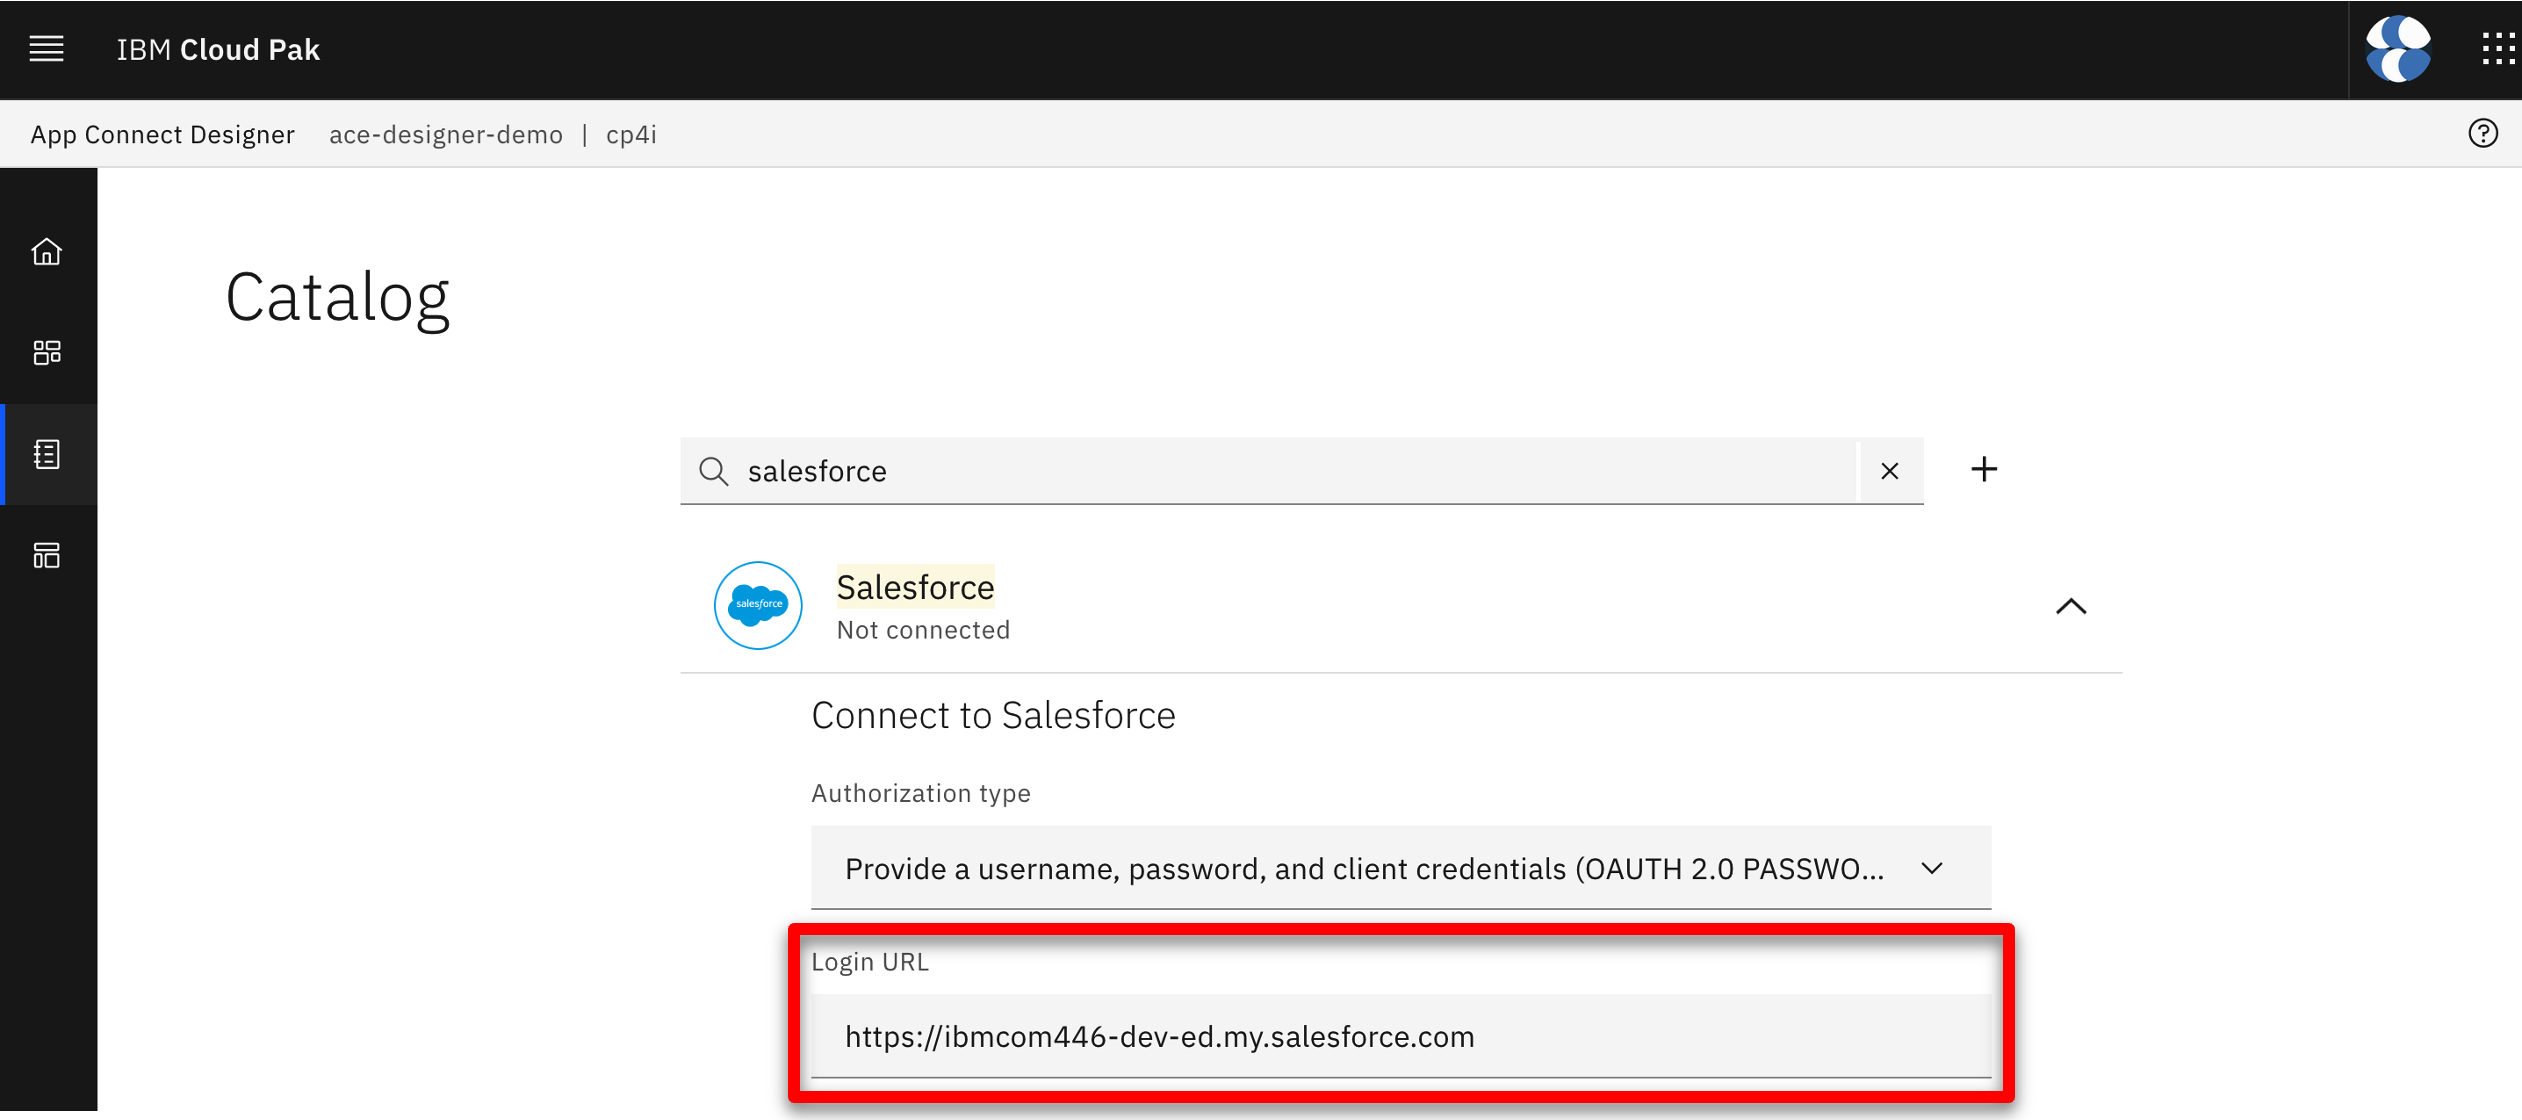 IBM Cloud Pak
App Connect Designer ace-designer-demo | cp4i
Catalog
salesforce
salesforce
Salesforce
Not connected
Connect to Salesforce
Authorization type
Provide a username, password, and client credentials (OAUTH 2.0 PASSWO...
Login URL
https://ibmcom446-dev-ed.my.salesforce.com